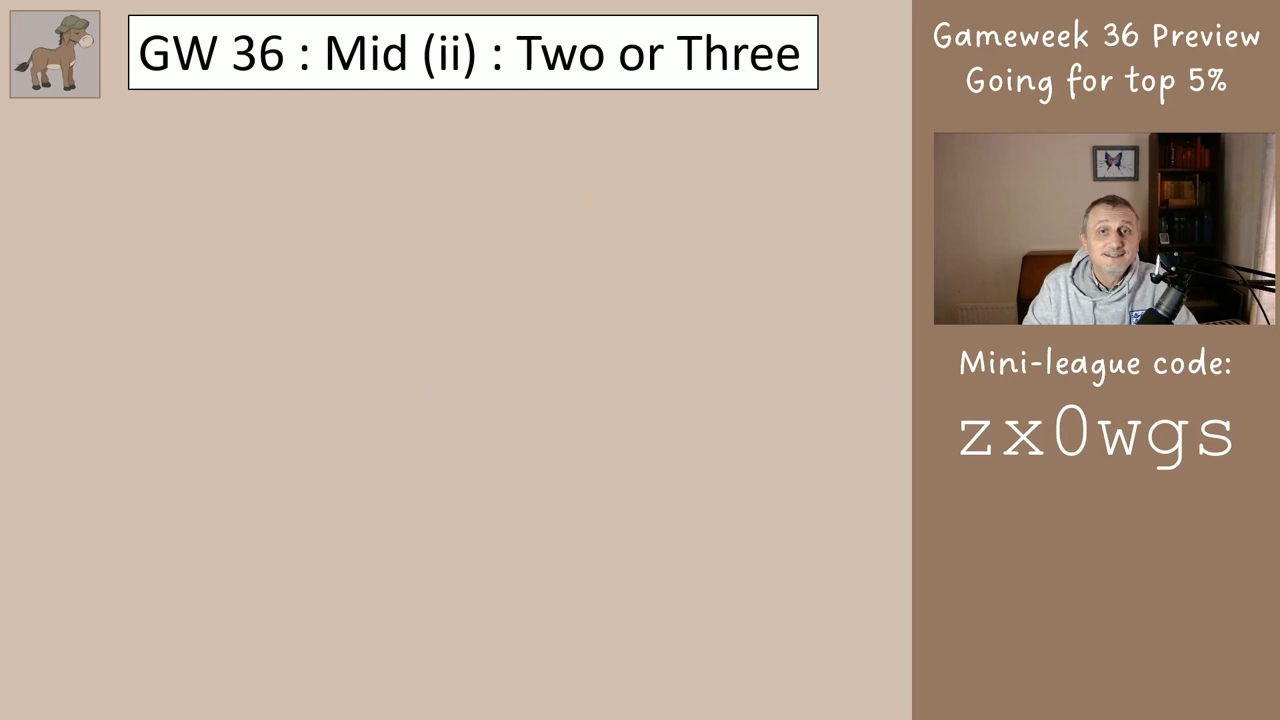 GW 36 : Mid (ii) : Two or Three
Gameweek 36 Preview
Going for top 5%
Mini-league code:
zx0wgs